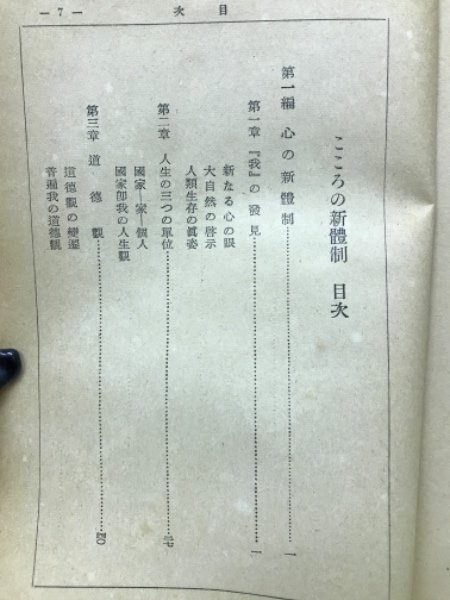 目次
— 7 —
こころの新體制 目次
第一編 心の新體制……一
第一章 『我』の發見……一
新なる心の眼
大自然の啓示
人類生存の眞姿
第二章 人生の三つの單位……元
國家—家—個人
國家卽我の人生觀
第三章 道德觀……四〇
道德觀の變遷
普遍我の道德觀